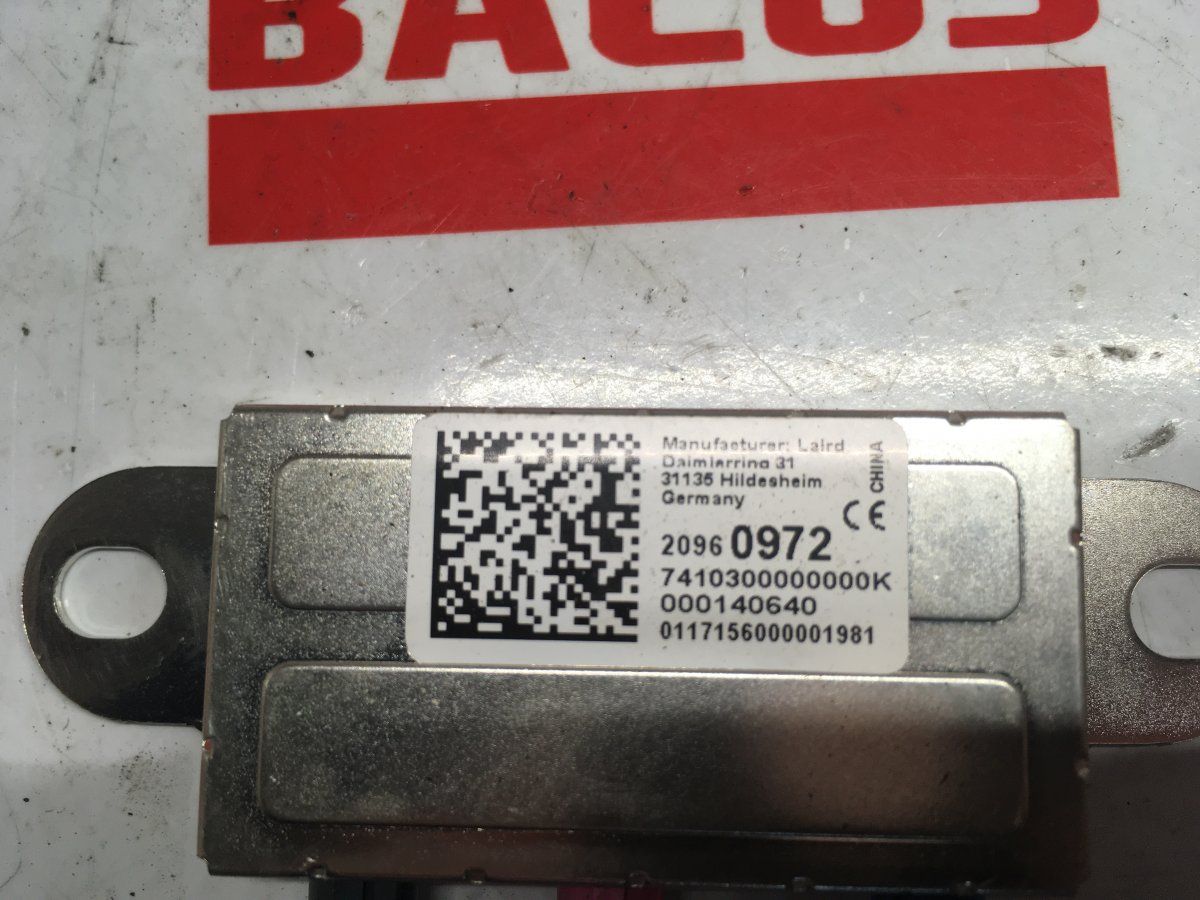 BACOS
Manufacturer: Laird
Daimlerring 31
31135 Hildesheim
Germany
CHINA
CE
2096 0972
7410300000000K
000140640
0117156000001981